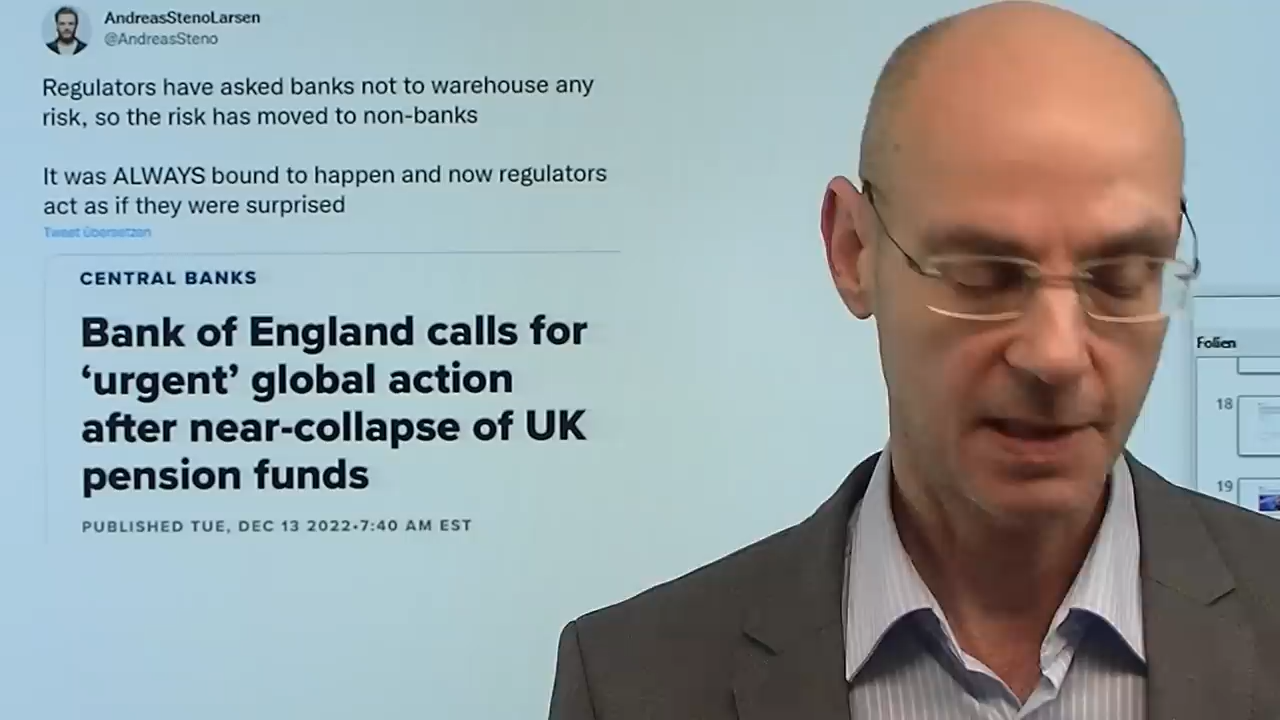 AndreasStenoLarsen
@AndreasSteno
Regulators have asked banks not to warehouse any
risk, so the risk has moved to non-banks
It was ALWAYS bound to happen and now regulators
act as if they were surprised
Tweet übersetzen
CENTRAL BANKS
Bank of England calls for
‘urgent’ global action
after near-collapse of UK
pension funds
PUBLISHED TUE, DEC 13 2022•7:40 AM EST
Folien
18
19